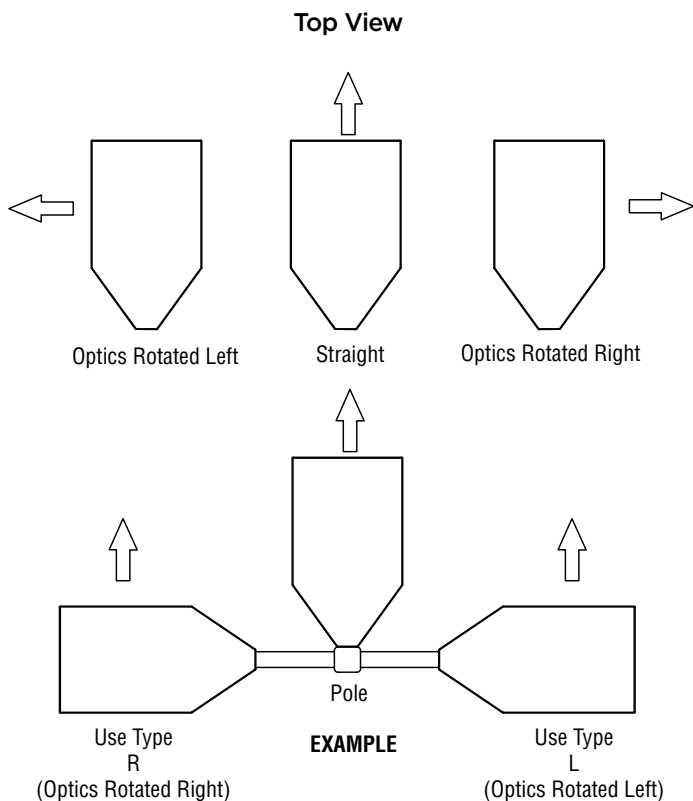 Top View
Optics Rotated Left
Straight
Optics Rotated Right
Pole
Use Type
R
(Optics Rotated Right)
EXAMPLE
Use Type
L
(Optics Rotated Left)